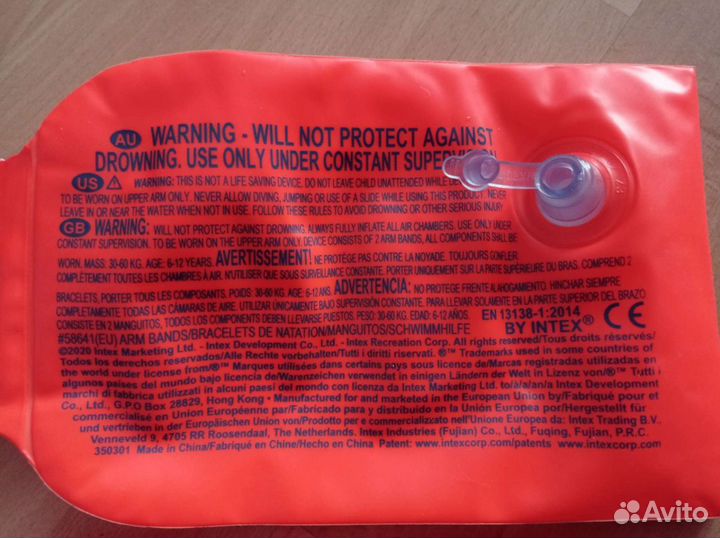 AU WARNING - WILL NOT PROTECT AGAINST
DROWNING. USE ONLY UNDER CONSTANT SUPERVISION
US WARNING: THIS IS NOT A LIFE SAVING DEVICE. DO NOT LEAVE CHILD UNATTENDED WHILE
TO BE WORN ON UPPER ARM ONLY. NEVER ALLOW DIVING, JUMPING OR USE OF A SLIDE WHILE USING THIS PRODUCT. NEVER
LEAVE IN OR NEAR THE WATER WHEN NOT IN USE. FOLLOW THESE RULES TO AVOID DROWNING OR OTHER SERIOUS INJURY
GB WARNING: WILL NOT PROTECT AGAINST DROWNING. ALWAYS FULLY INFLATE ALL AIR CHAMBERS. USE ONLY UNDER
CONSTANT SUPERVISION. TO BE WORN ON THE UPPER ARM ONLY. DEVICE CONSISTS OF 2 ARM BANDS, ALL COMPONENTS SHALL BE
WORN. MASS: 30-60 KG. AGE: 6-12 YEARS. AVERTISSEMENT! NE PROTÉGE PAS CONTRE LA NOYADE. TOUJOURS GONFLER
COMPLÈTEMENT TOUTES LES CHAMBRES À AIR. N'UTILISER QUE SOUS SURVEILLANCE CONSTANTE. PORTER UNIQUEMENT SUR LA PARTIE SUPÉRIEURE DU BRAS. COMPREND 2
BRACELETS, PORTER TOUS LES COMPOSANTS. POIDS: 30-60 KG. AGE: 6-12 ANS. ADVERTENCIA: NO PROTEGE FRENTE AL AHOGAMIENTO. HINCHAR SIEMPRE
COMPLETAMENTE TODAS LAS CÁMARAS DE AIRE. UTILIZAR ÚNICAMENTE BAJO SUPERVISIÓN CONSTANTE. PARA LLEVAR SOLAMENTE EN LA PARTE SUPERIOR DEL BRAZO
CONSISTE EN 2 MANGUITOS, TODOS LOS COMPONENTES DEBEN LLEVARSE PUESTOS. PESO: 30-60 KG. EDAD: 6-12 AÑOS. EN 13138-1:2014
#58641(EU) ARM BANDS/BRACELETS DE NATATION/MANGUITOS/SCHWIMMHILFE BY INTEX® CE
©2020 Intex Marketing Ltd. - Intex Development Co., Ltd. - Intex Recreation Corp. All rights reserved/Tous droits réservés/
Todos los derechos reservados/Alle Rechte vorbehalten/Tutti i diritti riservati. ®™ Trademarks used in some countries of
the world under license from/®™ Marques utilisées dans certains pays sous licence de/Marcas registradas utilizadas en
algunos países del mundo bajo licencia de/Warenzeichen verwendet in einigen Ländern der Welt in Lizenz von/®™ Tutti i
marchi di fabbrica utilizzati in alcuni paesi del mondo con licenza da Intex Marketing Ltd. to/à/a/an/a Intex Development
Co., Ltd., G.P.O Box 28829, Hong Kong - Manufactured for and marketed in the European Union by/Fabriqué pour et
commercialisé en Union Européenne par/Fabricado para y distribuido en la Unión Europea por/Hergestellt für
und vertrieben in der Europäischen Union von/Prodotto per e commercializzato nell'Unione Europea da: Intex Trading B.V.,
Venneveld 9, 4705 RR Roosendaal, The Netherlands. Intex Industries (Fujian) Co., Ltd., Fuqing, Fujian, P.R.C.
350301 Made in China/Fabriqué en Chine/Hecho en China Patent: www.intexcorp.com/patents www.intexcorp.com
Avito